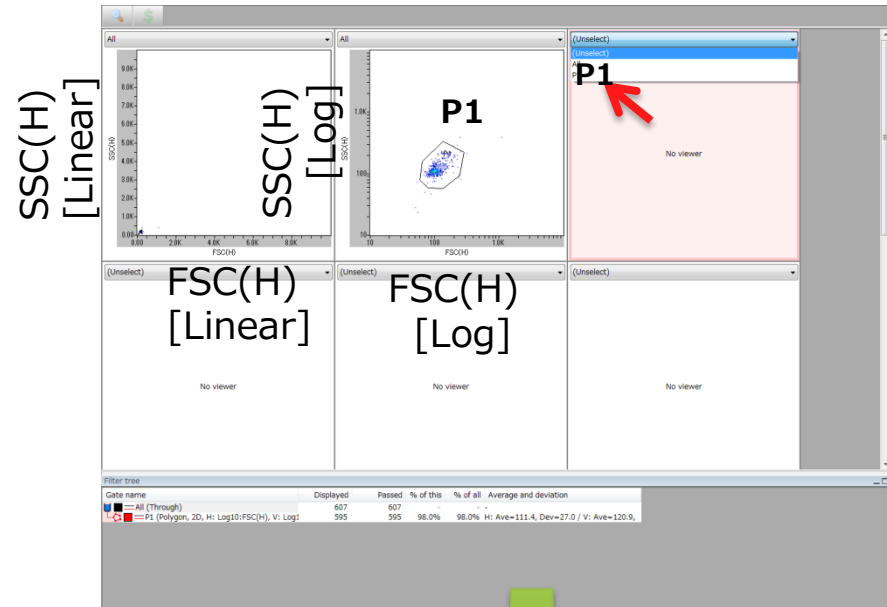 All
All
(Unselect)
(Unselect)
P1
SSC(H)
[Linear]
9.0K
7.0K
6.0K
5.0K
4.0K
3.0K
2.0K
1.0K
0.00
SSC(H)
0.00 2.0K 4.0K 6.0K 8.0K
FSC(H)
SSC(H)
[Log]
1.0K
100
10
SSC(H)
P1
10 100 1.0K
FSC(H)
No viewer
(Unselect)
(Unselect)
(Unselect)
FSC(H)
[Linear]
FSC(H)
[Log]
No viewer
No viewer
No viewer
Filter tree
Gate name Displayed Passed % of this % of all Average and deviation
All (Through) 607 607 - -
P1 (Polygon, 2D, H: Log10:FSC(H), V: Log1 595 595 98.0% 98.0% H: Ave=111.4, Dev=27.0 / V: Ave=120.9,